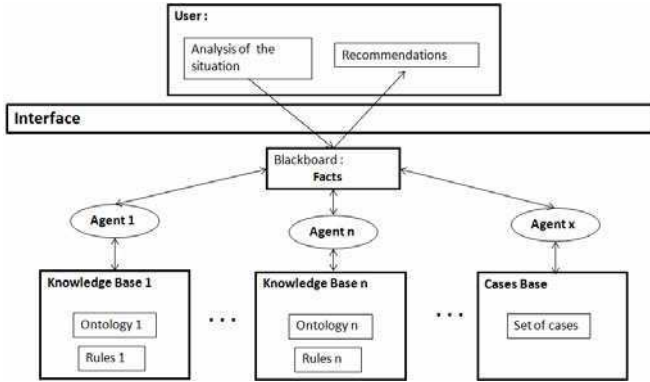 User :
Analysis of the
situation
Recommendations
Interface
Blackboard :
Facts
Agent 1
Agent n
Agent x
Knowledge Base 1
Ontology 1
Rules 1
...
Knowledge Base n
Ontology n
Rules n
...
Cases Base
Set of cases